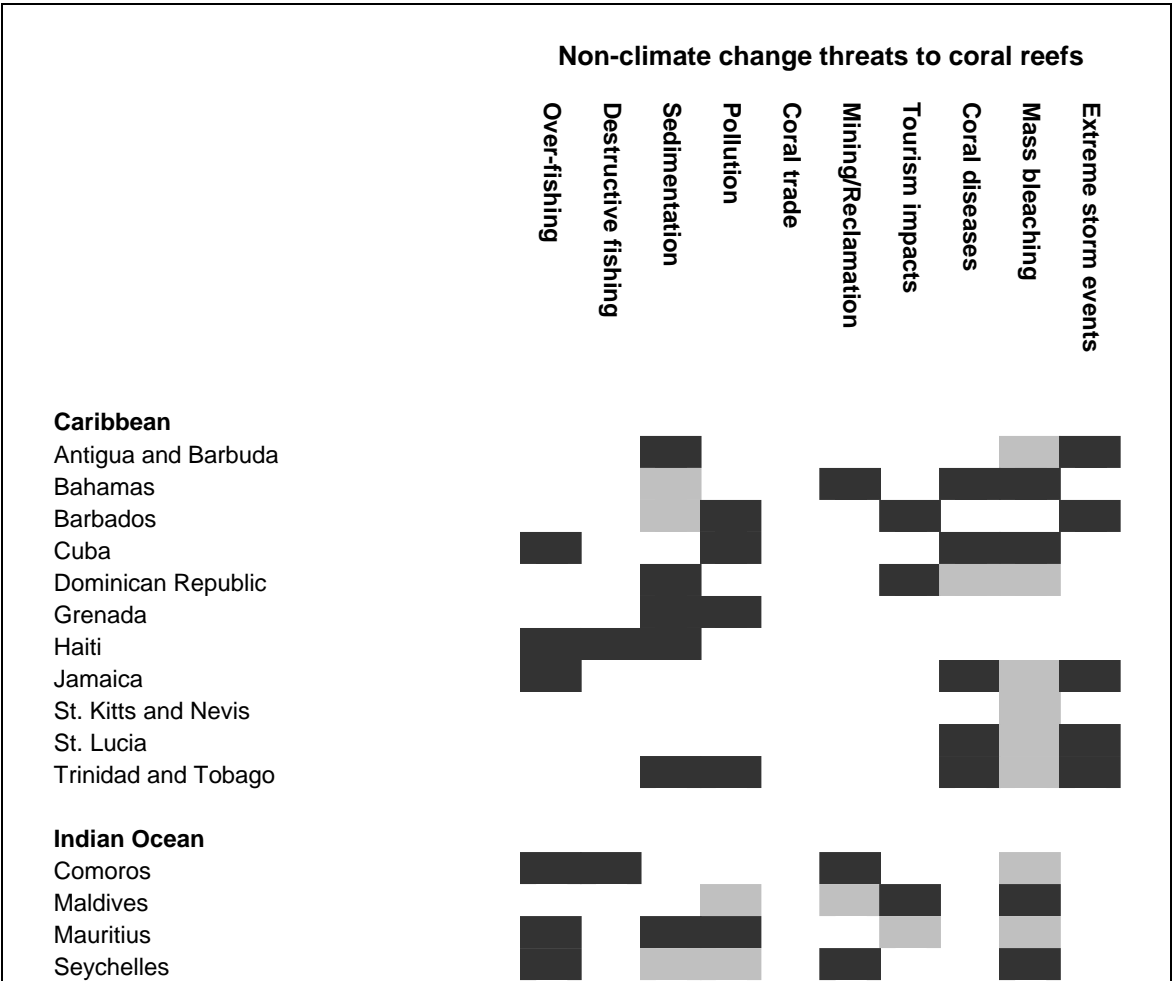 Non-climate change threats to coral reefs
Over-fishing
Destructive fishing
Sedimentation
Pollution
Coral trade
Mining/Reclamation
Tourism impacts
Coral diseases
Mass bleaching
Extreme storm events
Caribbean
Antigua and Barbuda
Bahamas
Barbados
Cuba
Dominican Republic
Grenada
Haiti
Jamaica
St. Kitts and Nevis
St. Lucia
Trinidad and Tobago
Indian Ocean
Comoros
Maldives
Mauritius
Seychelles